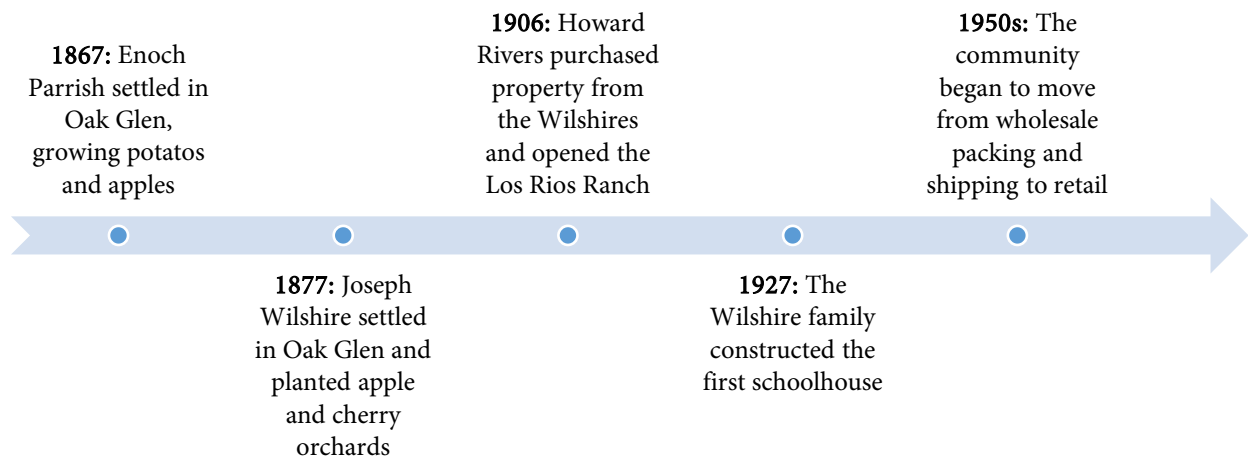 1867: Enoch
Parrish settled in
Oak Glen,
growing potatos
and apples
1877: Joseph
Wilshire settled
in Oak Glen and
planted apple
and cherry
orchards
1906: Howard
Rivers purchased
property from
the Wilshires
and opened the
Los Rios Ranch
1927: The
Wilshire family
constructed the
first schoolhouse
1950s: The
community
began to move
from wholesale
packing and
shipping to retail